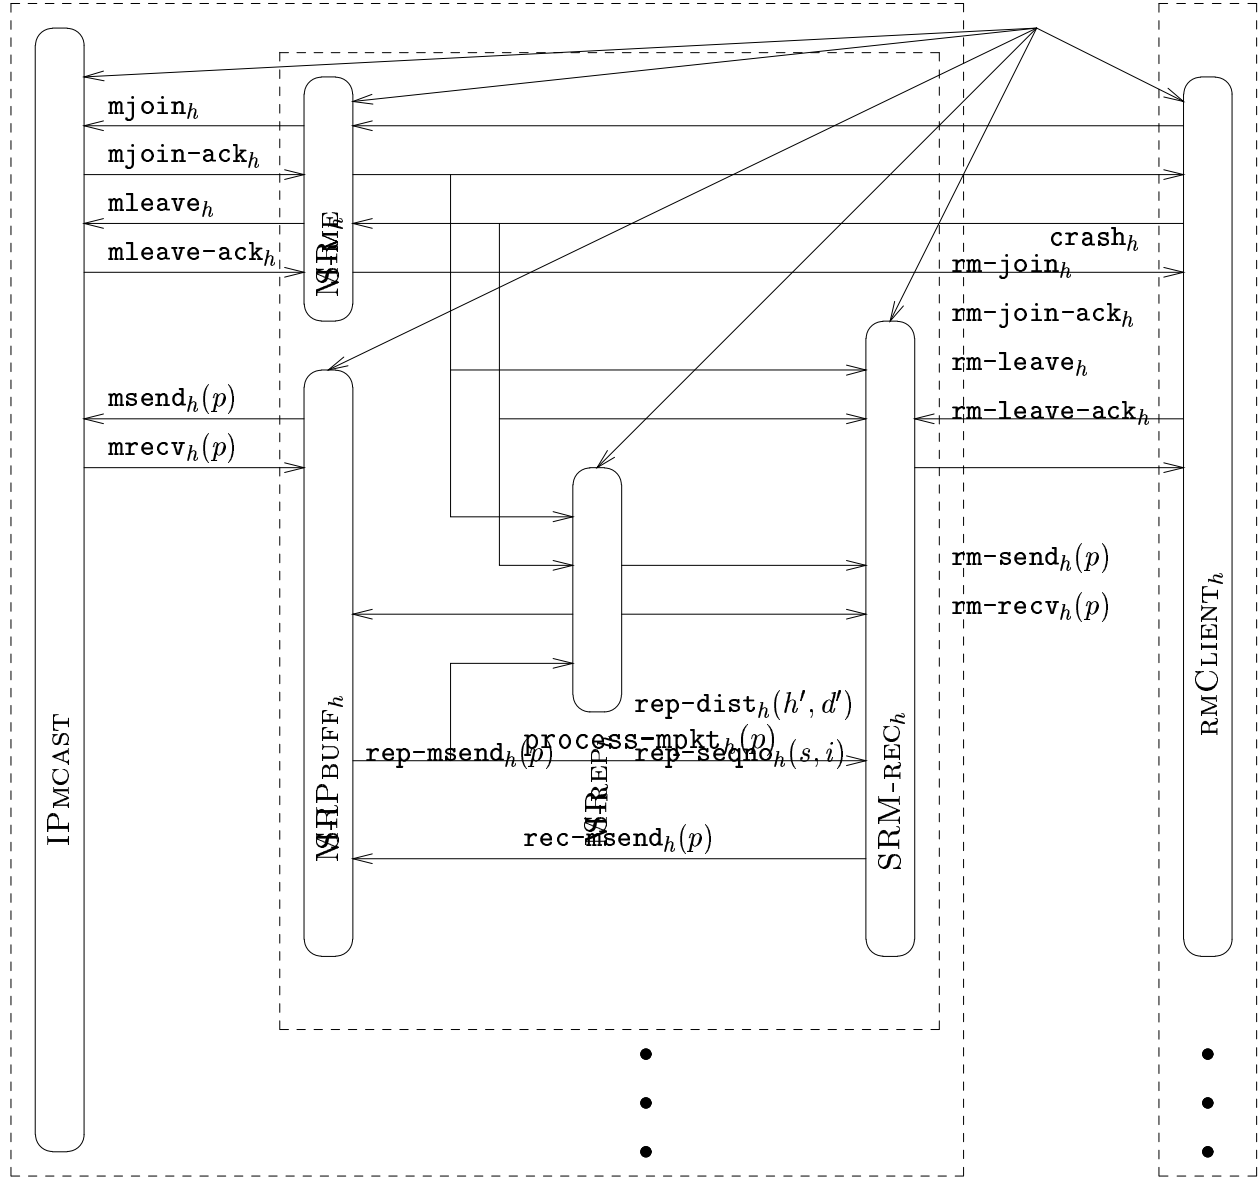 mjoin_h
mjoin-ack_h
mleave_h
mleave-ack_h
crash_h
rm-join_h
rm-join-ack_h
rm-leave_h
rm-leave-ack_h
msend_h(p)
mrecv_h(p)
rm-send_h(p)
rm-recv_h(p)
rep-dist_h(h′, d′)
process-mpkt_h(p)
rep-msend_h(p)
rep-seqno_h(s, i)
rec-msend_h(p)
IPMCAST
SRM-REC_h
RMCLIENT_h